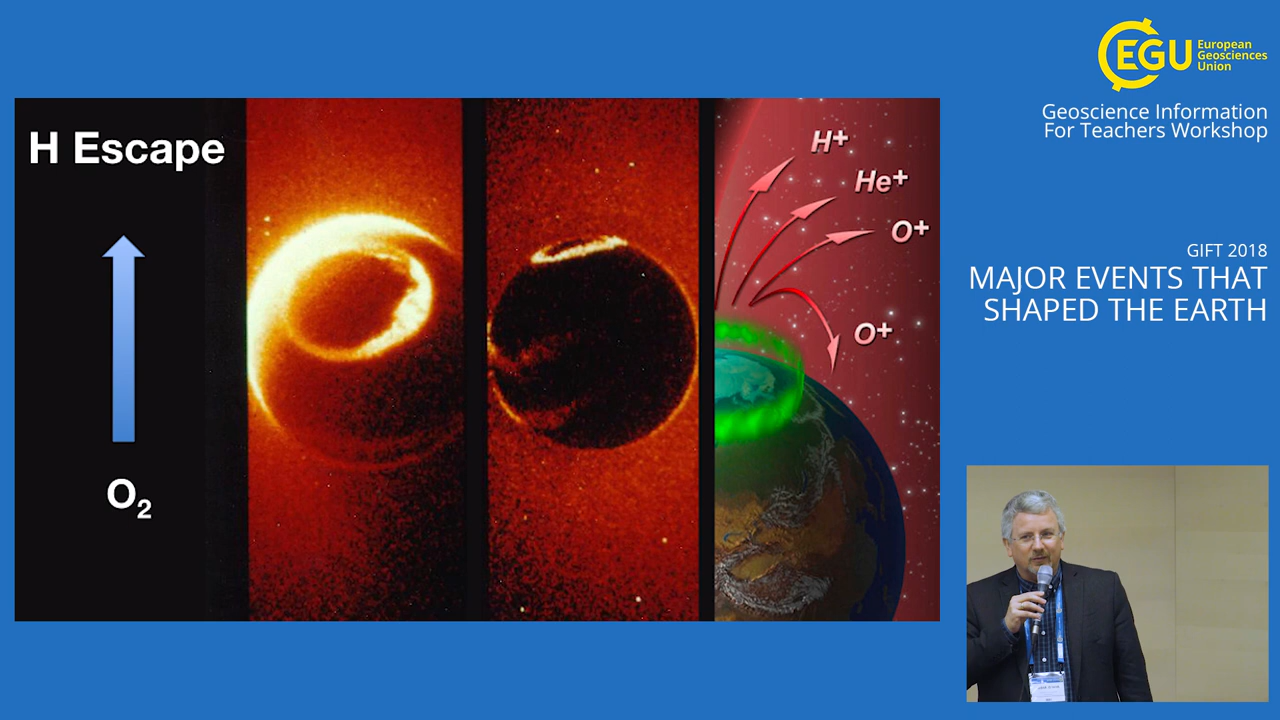 EGU
European
Geosciences
Union
Geoscience Information
For Teachers Workshop
GIFT 2018
MAJOR EVENTS THAT
SHAPED THE EARTH
H Escape
O2
H+
He+
O+
O+